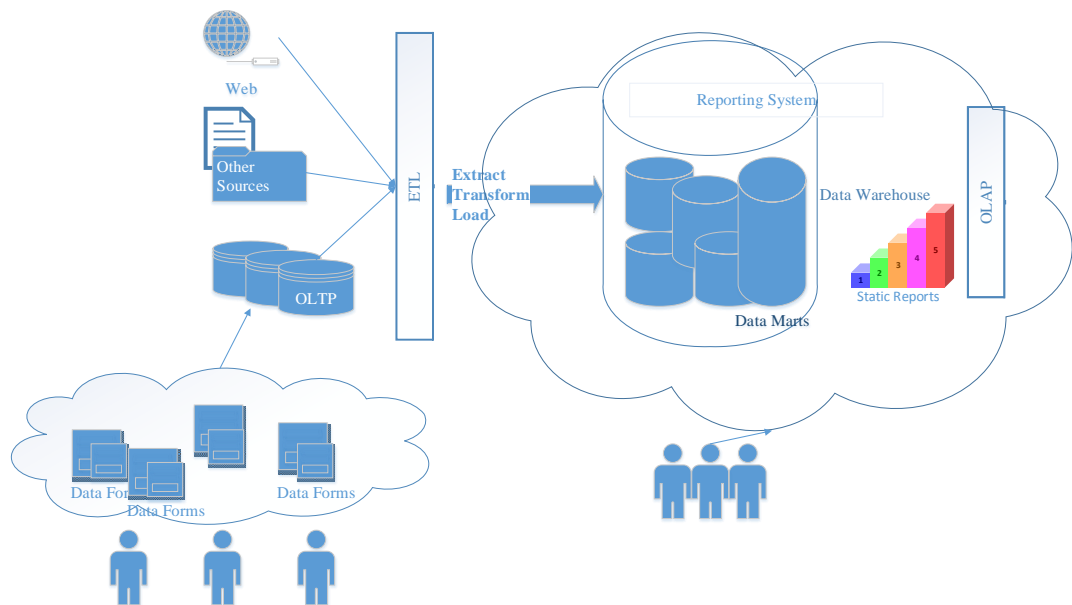 Web
Other
Sources
OLTP
ETL
Extract
Transform
Load
Reporting System
Data Warehouse
Data Marts
1
2
3
4
5
Static Reports
OLAP
Data For
Data Forms
Data Forms